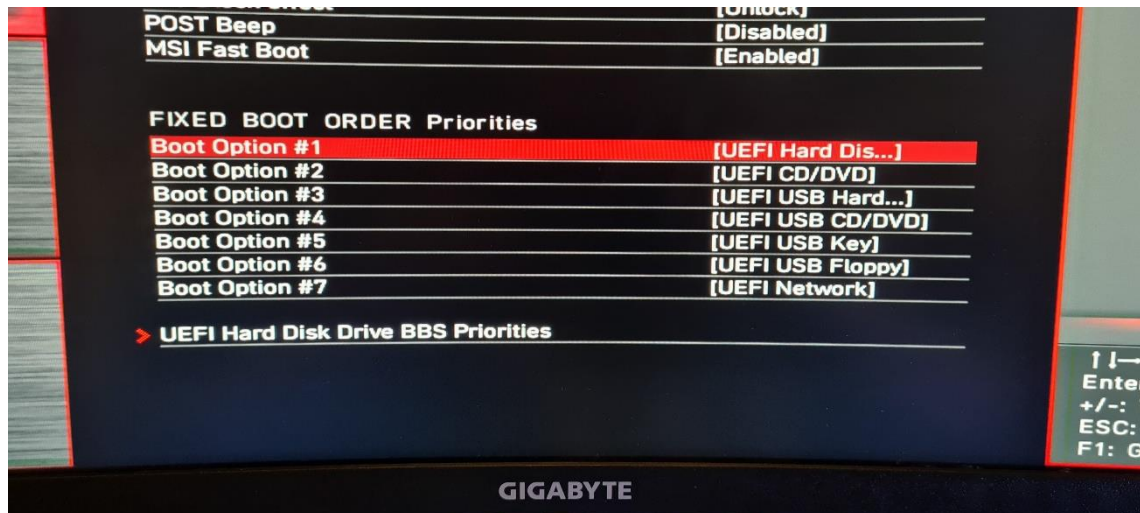 [Unlock]
POST Beep [Disabled]
MSI Fast Boot [Enabled]
FIXED BOOT ORDER Priorities
Boot Option #1 [UEFI Hard Dis...]
Boot Option #2 [UEFI CD/DVD]
Boot Option #3 [UEFI USB Hard...]
Boot Option #4 [UEFI USB CD/DVD]
Boot Option #5 [UEFI USB Key]
Boot Option #6 [UEFI USB Floppy]
Boot Option #7 [UEFI Network]
> UEFI Hard Disk Drive BBS Priorities
↑↓→
Ente
+/-:
ESC:
F1: G
GIGABYTE